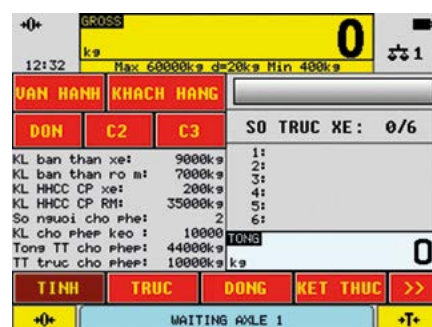 →0← GROSS
kg 0
12:32 Max 60000kg d=20kg Min 400kg 1
VAN HANH KHACH HANG
DON C2 C3 SO TRUC XE: 0/6
KL ban than xe: 9000kg
KL ban than ro m: 7000kg
KL HHCC CP xe: 200kg
KL HHCC CP RM: 35000kg
So nguoi cho phe: 2
KL cho phep keo : 10000
Tong TT cho phep: 44000kg
TT truc cho phep: 10000kg
1:
2:
3:
4:
5:
6:
TONG
kg 0
TINH TRUC DONG KET THUC >>
→0← WAITING AXLE 1 →T←